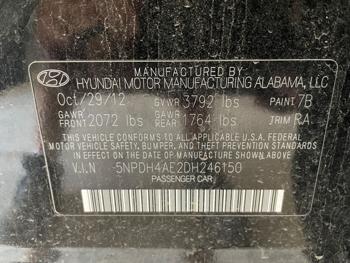 MANUFACTURED BY
HYUNDAI MOTOR MANUFACTURING ALABAMA, LLC
Oct/29/12 GVWR 3792 lbs PAINT 7B
GAWR FRONT 2072 lbs GAWR REAR 1764 lbs TRIM RA
THIS VEHICLE CONFORMS TO ALL APPLICABLE U.S.A. FEDERAL
MOTOR VEHICLE SAFETY, BUMPER, AND THEFT PREVENTION
STANDARDS IN EFFECT ON THE DATE OF MANUFACTURE SHOWN ABOVE.
V.I.N 5NPDH4AE2DH246150
PASSENGER CAR